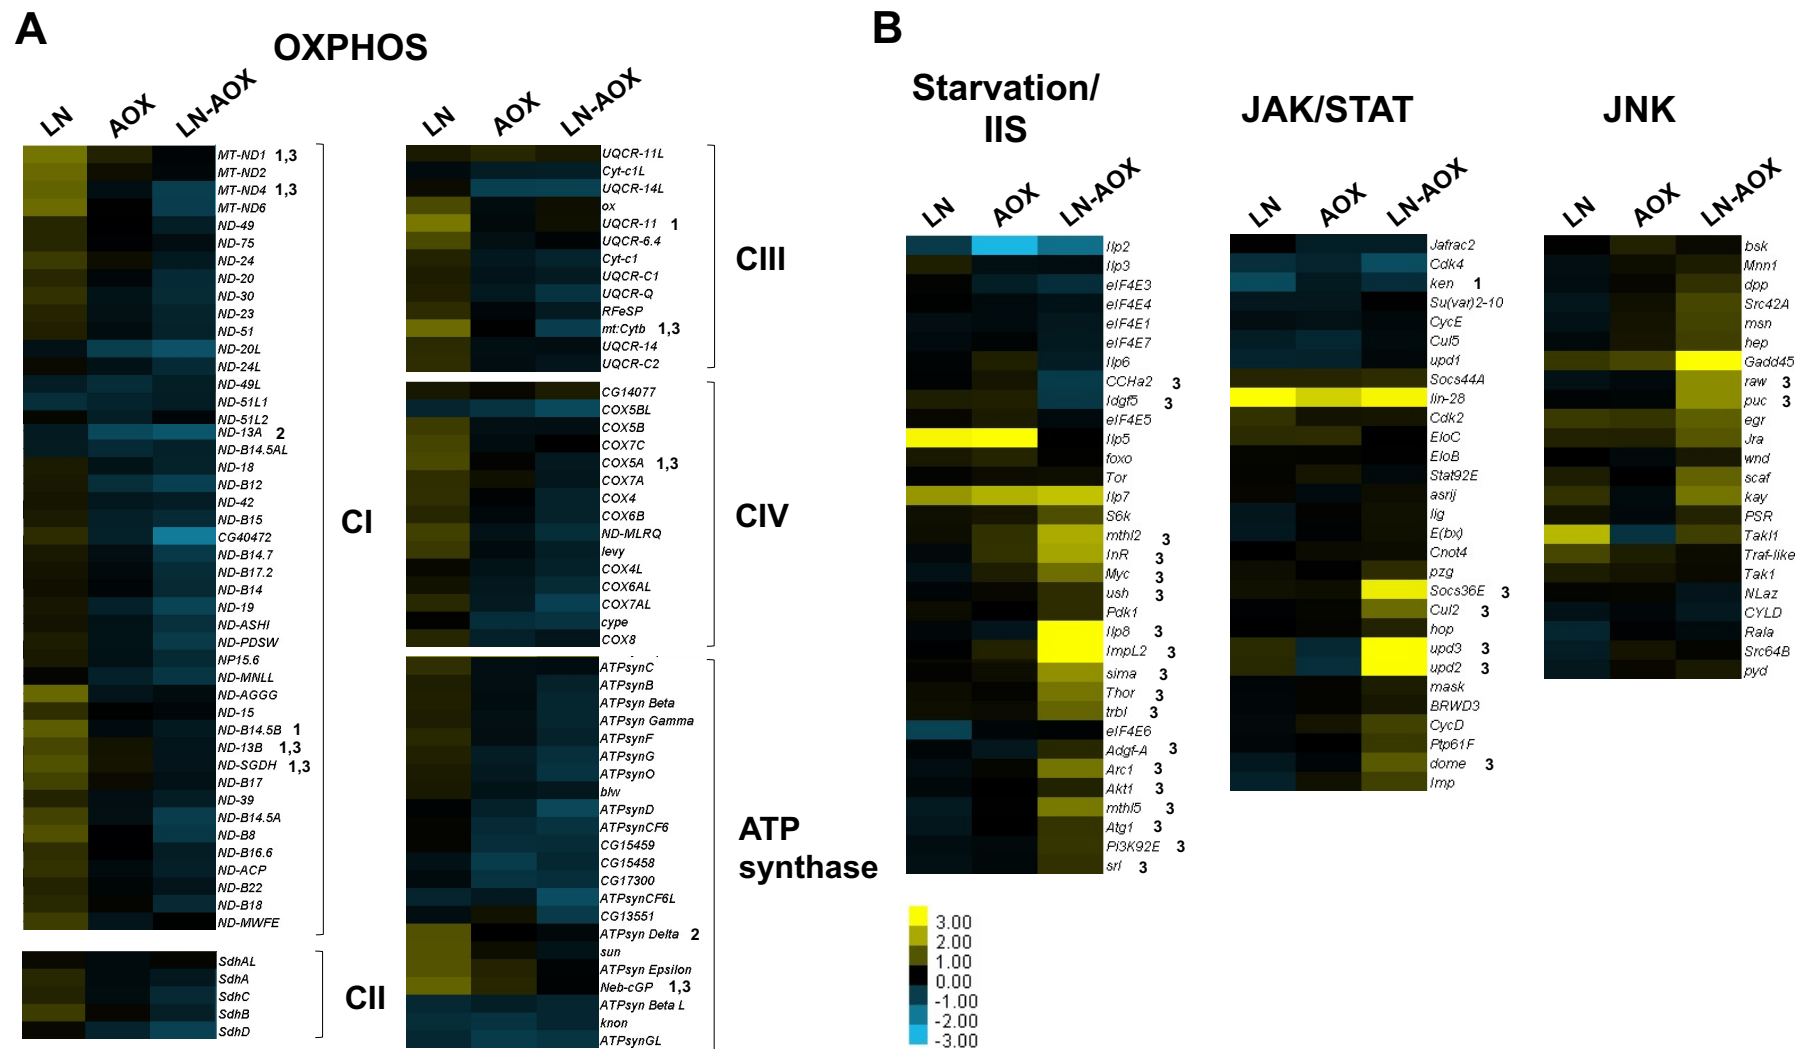 A
OXPHOS
LN AOX LN-AOX
MT-ND1 1,3
MT-ND2
MT-ND4 1,3
MT-ND6
ND-49
ND-75
ND-24
ND-20
ND-30
ND-23
ND-51
ND-20L
ND-24L
ND-49L
ND-51L1
ND-51L2
ND-13A 2
ND-B14.5AL
ND-18
ND-B12
ND-42
ND-B15
CG40472
ND-B14.7
ND-B17.2
ND-B14
ND-19
ND-ASHI
ND-PDSW
NP15.6
ND-MNLL
ND-AGGG
ND-15
ND-B14.5B 1
ND-13B 1,3
ND-SGDH 1,3
ND-B17
ND-39
ND-B14.5A
ND-B8
ND-B16.6
ND-ACP
ND-B22
ND-B18
ND-MWFE
CI
SdhAL
SdhA
SdhC
SdhB
SdhD
CII
LN AOX LN-AOX
UQCR-11L
Cyt-c1L
UQCR-14L
ox
UQCR-11 1
UQCR-6.4
Cyt-c1
UQCR-C1
UQCR-Q
RFeSP
mt:Cytb 1,3
UQCR-14
UQCR-C2
CIII
CG14077
COX5BL
COX5B
COX7C
COX5A 1,3
COX7A
COX4
COX6B
ND-MLRQ
levy
COX4L
COX6AL
COX7AL
cype
COX8
CIV
ATPsynC
ATPsynB
ATPsyn Beta
ATPsyn Gamma
ATPsynF
ATPsynG
ATPsynO
blw
ATPsynD
ATPsynCF6
CG15459
CG15458
CG17300
ATPsynCF6L
CG13551
ATPsyn Delta 2
sun
ATPsyn Epsilon
Neb-cGP 1,3
ATPsyn Beta L
knon
ATPsynGL
ATP
synthase
B
Starvation/
IIS
LN AOX LN-AOX
Ilp2
Ilp3
eIF4E3
eIF4E4
eIF4E1
eIF4E7
Ilp6
CCHa2 3
Idgf5 3
eIF4E5
Ilp5
foxo
Tor
Ilp7
S6k
mthl2 3
InR 3
Myc 3
ush 3
Pdk1
Ilp8 3
ImpL2 3
sima 3
Thor 3
trbl 3
eIF4E6
Adgf-A 3
Arc1 3
Akt1 3
mthl5 3
Atg1 3
Pi3K92E 3
srl 3
3.00
2.00
1.00
0.00
-1.00
-2.00
-3.00
JAK/STAT
LN AOX LN-AOX
Jafrac2
Cdk4
ken 1
Su(var)2-10
CycE
Cul5
upd1
Socs44A
lin-28
Cdk2
EloC
EloB
Stat92E
asrij
lig
E(bx)
Cnot4
pzg
Socs36E 3
Cul2 3
hop
upd3 3
upd2 3
mask
BRWD3
CycD
Ptp61F
dome 3
Imp
JNK
LN AOX LN-AOX
bsk
Mnn1
dpp
Src42A
msn
hep
Gadd45
raw 3
puc 3
egr
Jra
wnd
scaf
kay
PSR
Takl1
Traf-like
Tak1
NLaz
CYLD
Rala
Src64B
pyd